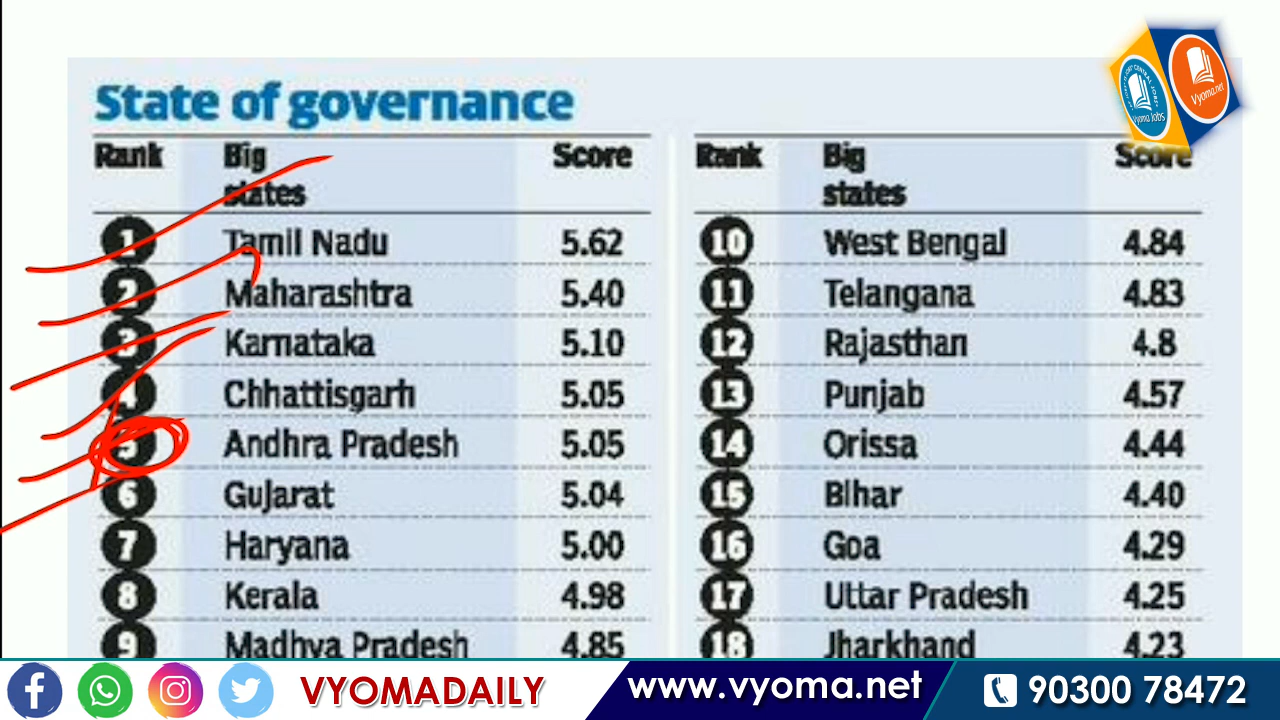 State of governance
Rank Big states Score
1 Tamil Nadu 5.62
2 Maharashtra 5.40
3 Karnataka 5.10
4 Chhattisgarh 5.05
5 Andhra Pradesh 5.05
6 Gujarat 5.04
7 Haryana 5.00
8 Kerala 4.98
9 Madhya Pradesh 4.85
Rank Big states Score
10 West Bengal 4.84
11 Telangana 4.83
12 Rajasthan 4.8
13 Punjab 4.57
14 Orissa 4.44
15 Bihar 4.40
16 Goa 4.29
17 Uttar Pradesh 4.25
18 Jharkhand 4.23
Vyoma Jobs
Vyoma.net
VYOMADAILY
www.vyoma.net
90300 78472